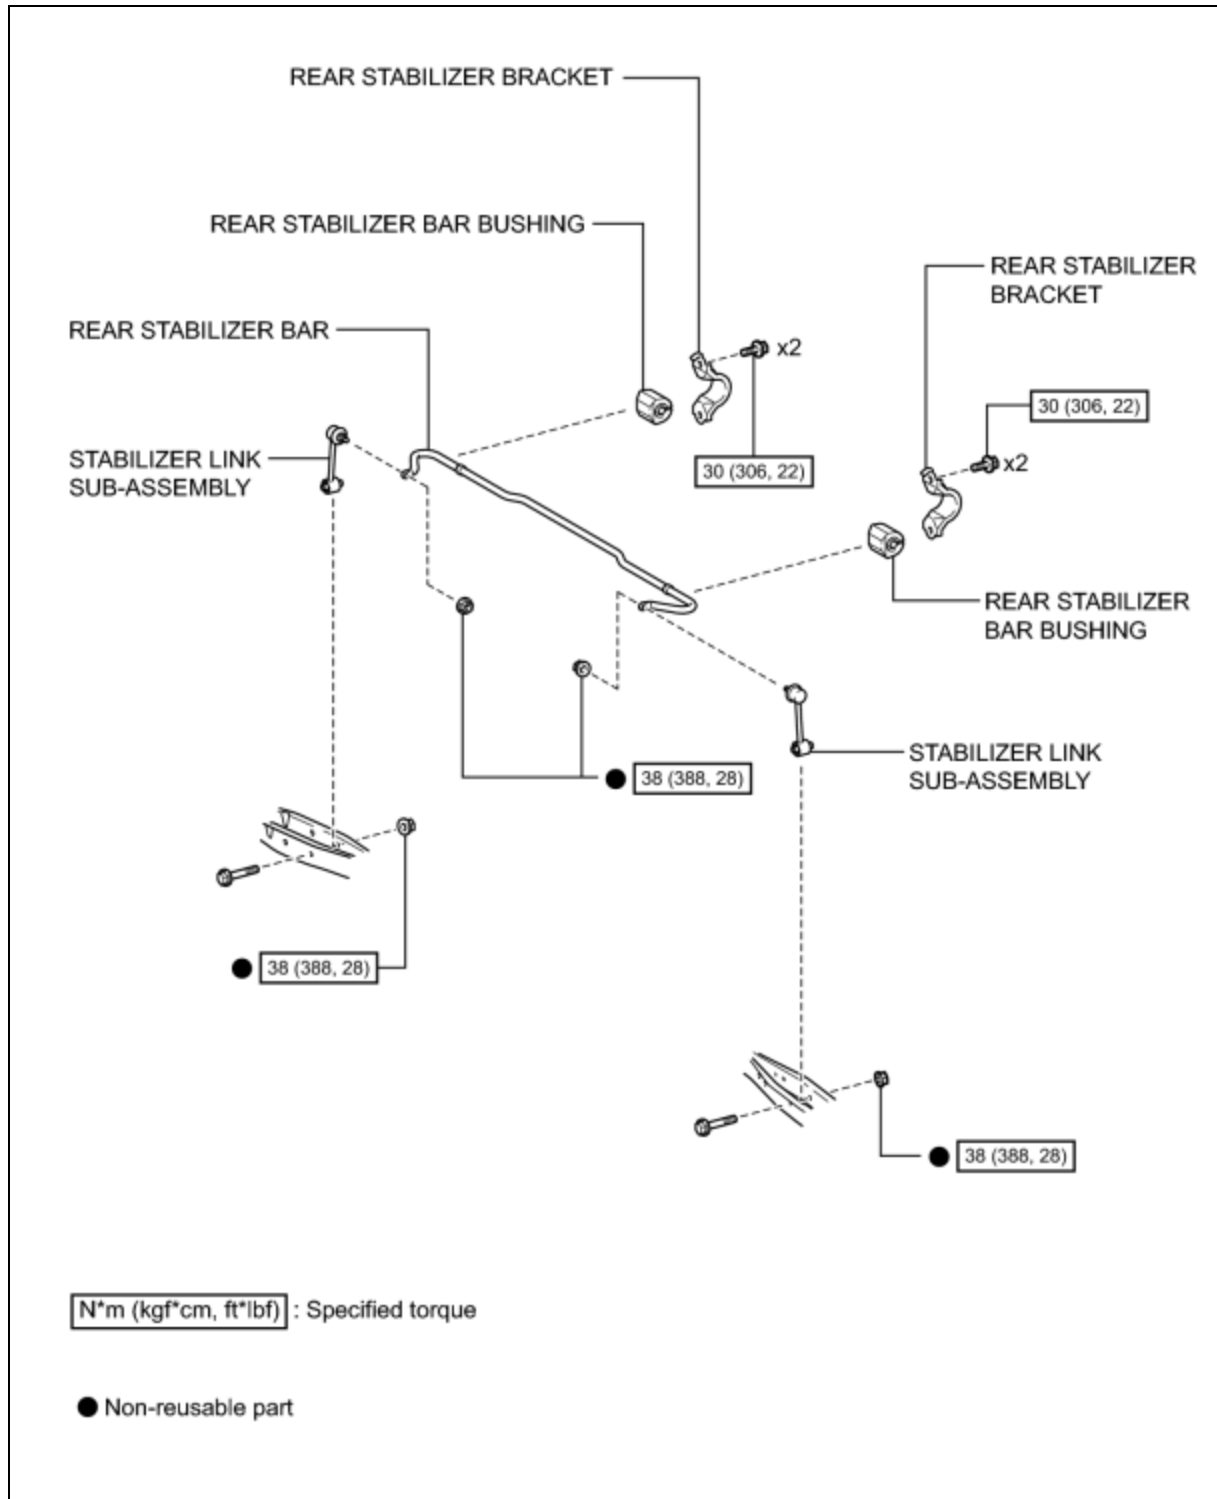 REAR STABILIZER BRACKET
REAR STABILIZER BAR BUSHING
REAR STABILIZER
BRACKET
REAR STABILIZER BAR
x2
30 (306, 22)
STABILIZER LINK
SUB-ASSEMBLY
30 (306, 22)
x2
REAR STABILIZER
BAR BUSHING
STABILIZER LINK
SUB-ASSEMBLY
38 (388, 28)
38 (388, 28)
38 (388, 28)
N*m (kgf*cm, ft*lbf) : Specified torque
Non-reusable part